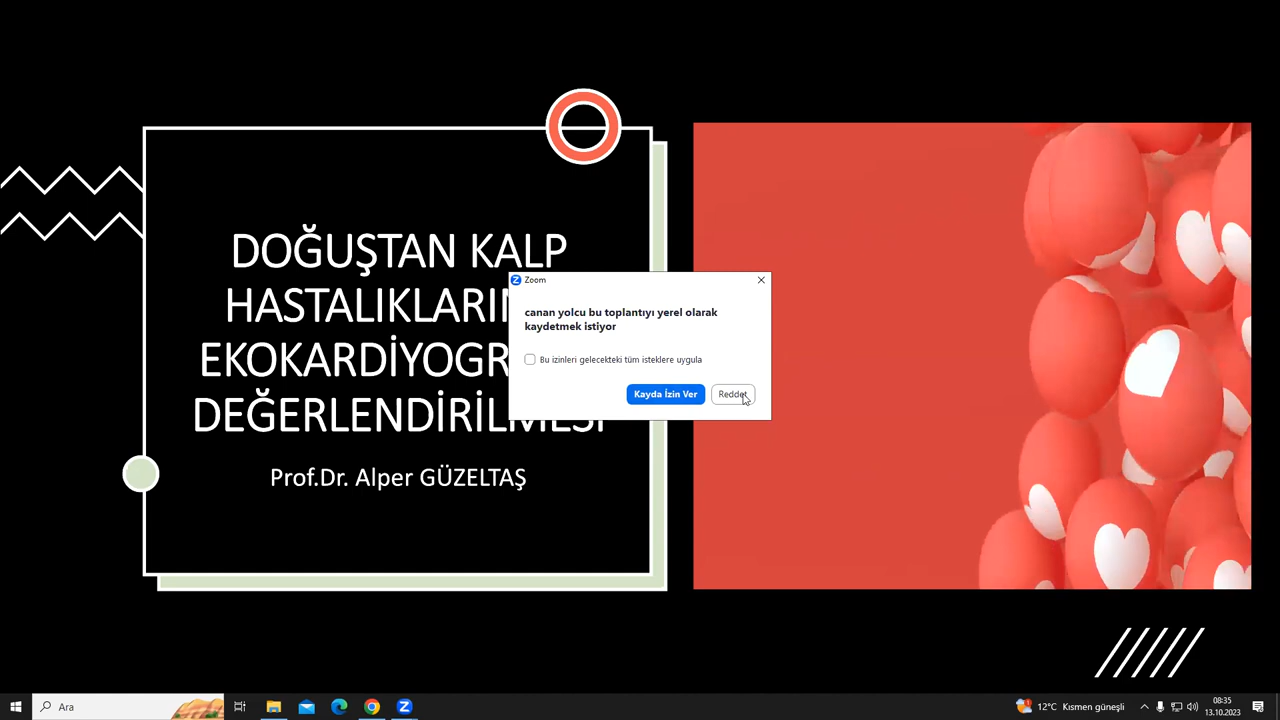 DOĞUŞTAN KALP
HASTALIKLARI
EKOKARDİYOGR
DEĞERLENDİRİLMESİ
Prof.Dr. Alper GÜZELTAŞ
Zoom
canan yolcu bu toplantıyı yerel olarak
kaydetmek istiyor
Bu izinleri gelecekteki tüm isteklere uygula
Kayda İzin Ver
Reddet
Ara
12°C Kısmen güneşli
08:35
13.10.2023